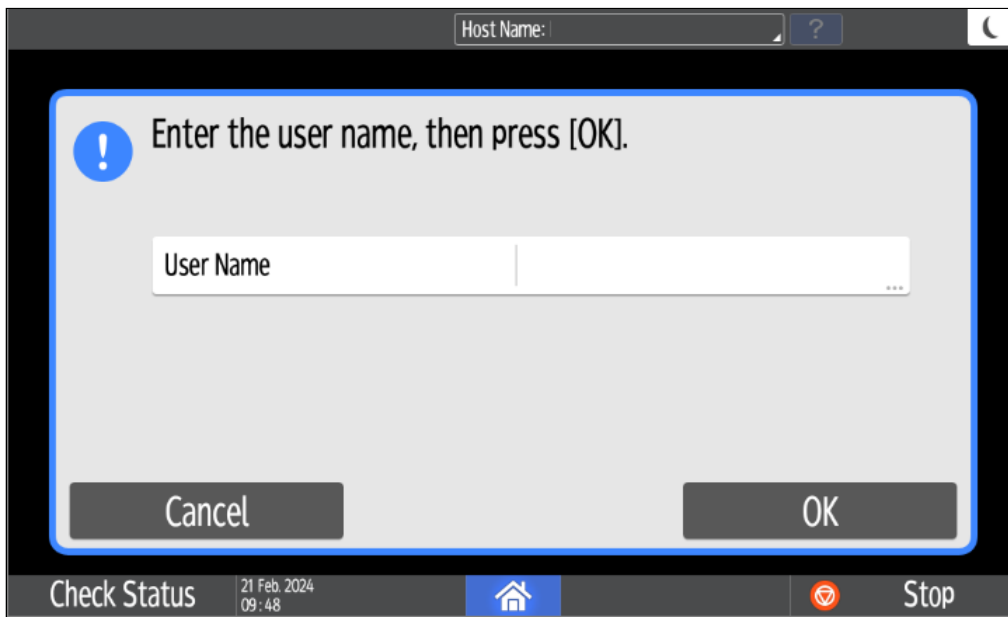 Host Name:
?
! Enter the user name, then press [OK].
User Name
...
Cancel OK
Check Status 21 Feb. 2024 Stop
09:48